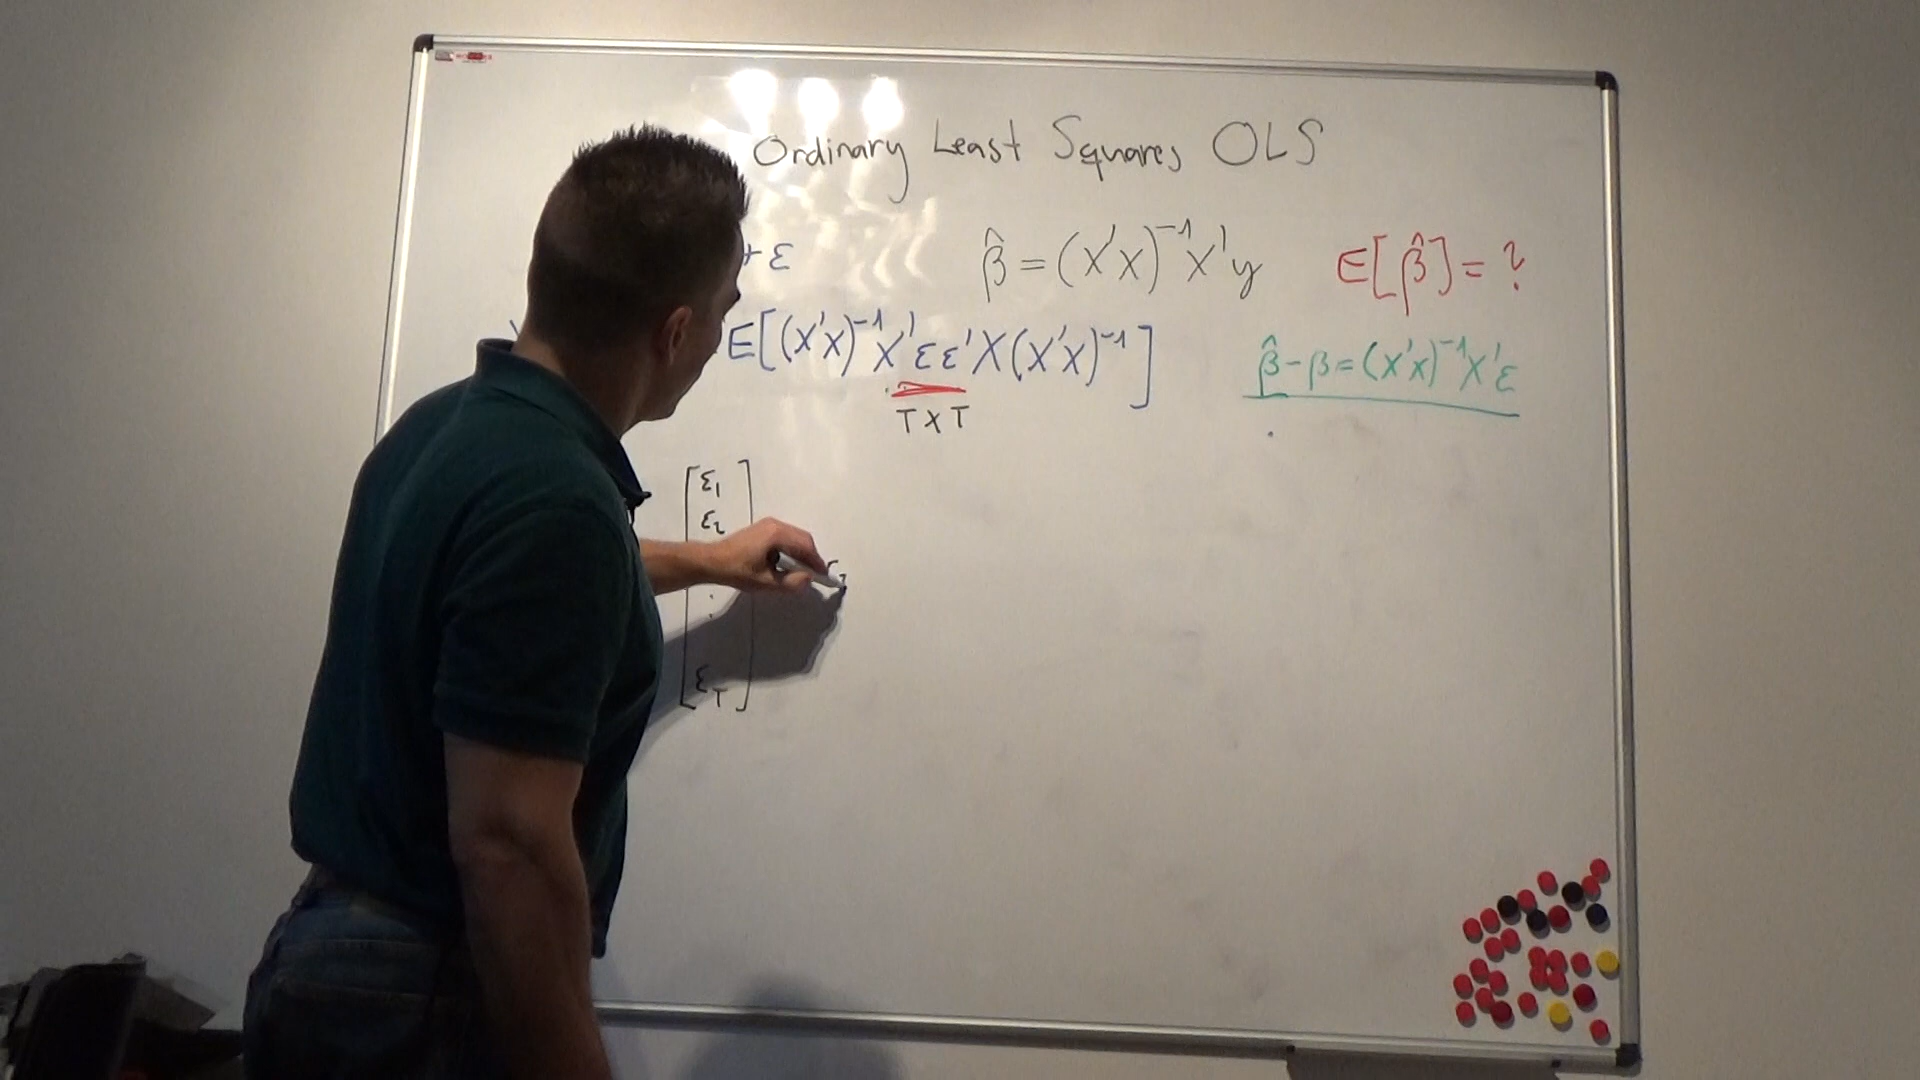 Ordinary Least Squares OLS
+ ε
β̂ = (X'X)⁻¹X'y
E[β̂] = ?
E[(X'X)⁻¹X'εε'X(X'X)⁻¹]
β̂ - β = (X'X)⁻¹X'ε
T X T
ε₁
ε₂
:
ε_T